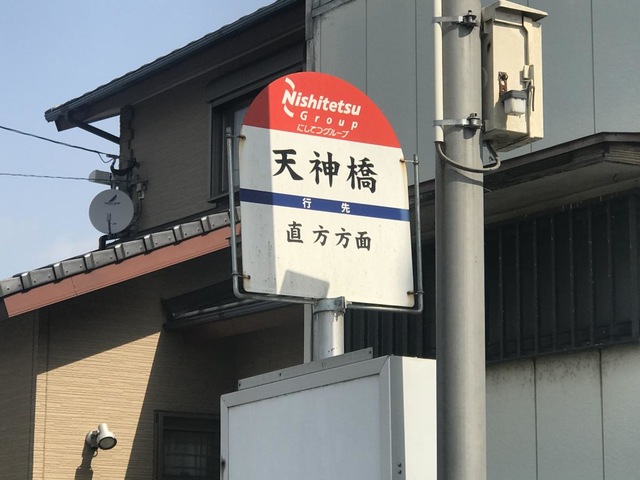 Nishitetsu
Group
にしてつグループ
天神橋
行先
直方方面